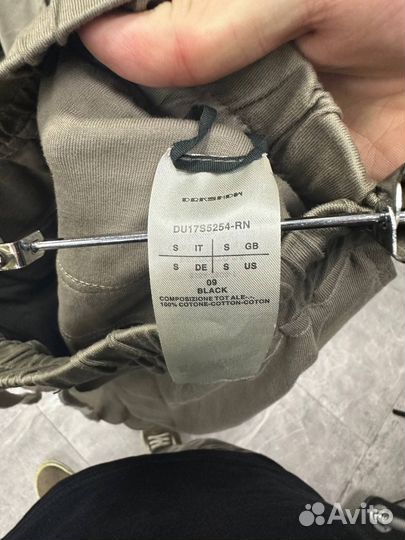 DRKSHDW
DU17S5254-RN
S IT S GB
S DE S US
09
BLACK
COMPOSIZIONE TOT ALE-.-
100% COTONE-COTTON-COTON
Avito